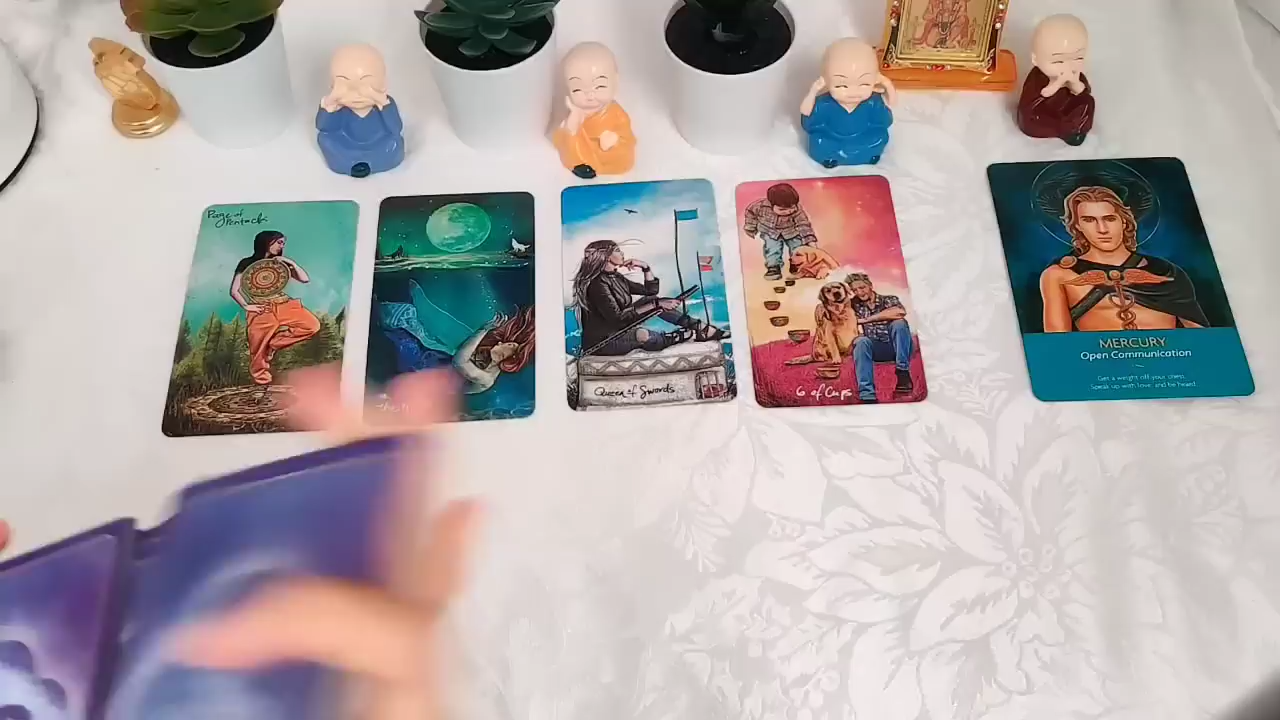 Page of
Pentacles
Queen of Swords
6 of Cups
MERCURY
Open Communication
Get a weight off your chest.
Speak up with love and be heard.